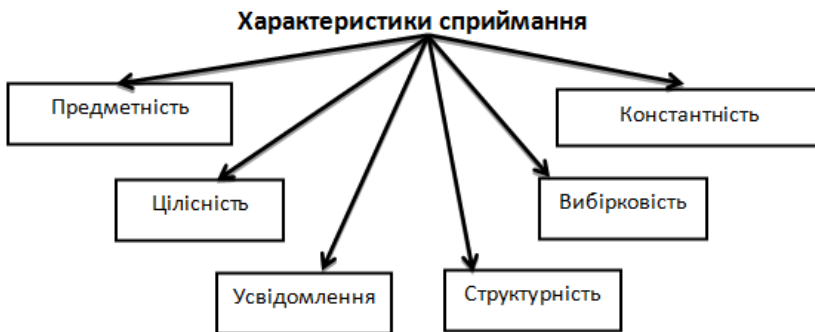 Характеристики сприймання
Предметність
Константність
Цілісність
Вибірковість
Усвідомлення
Структурність